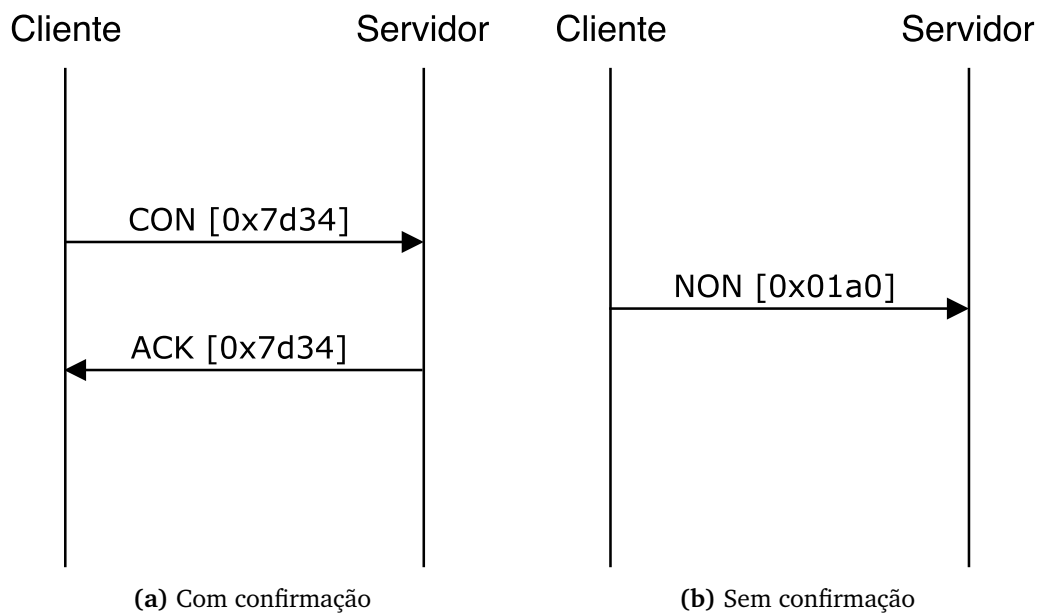 Cliente Servidor Cliente Servidor
CON [0x7d34]
NON [0x01a0]
ACK [0x7d34]
(a) Com confirmação (b) Sem confirmação